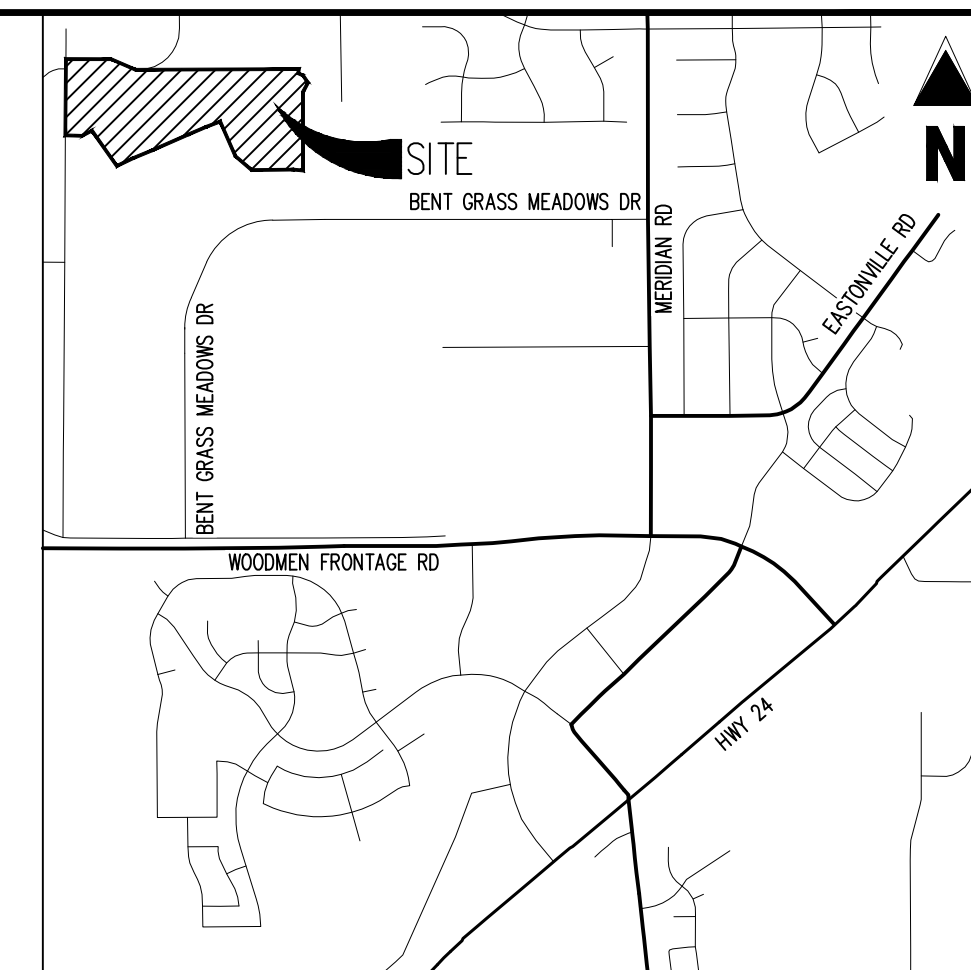 N
SITE
BENT GRASS MEADOWS DR
MERIDIAN RD
EASTONVILLE RD
BENT GRASS MEADOWS DR
WOODMEN FRONTAGE RD
HWY 24